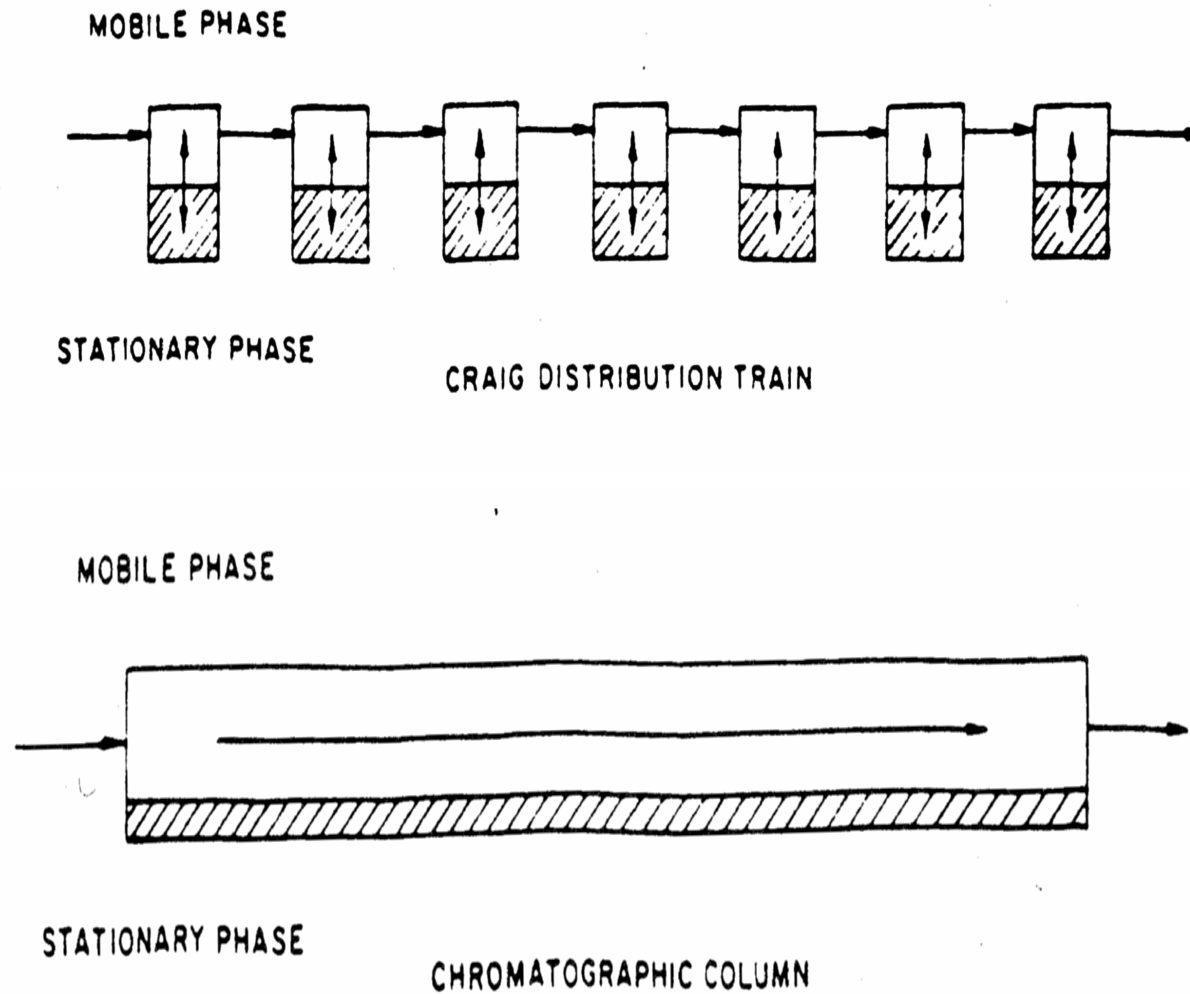 MOBILE PHASE
STATIONARY PHASE
CRAIG DISTRIBUTION TRAIN
MOBILE PHASE
STATIONARY PHASE
CHROMATOGRAPHIC COLUMN